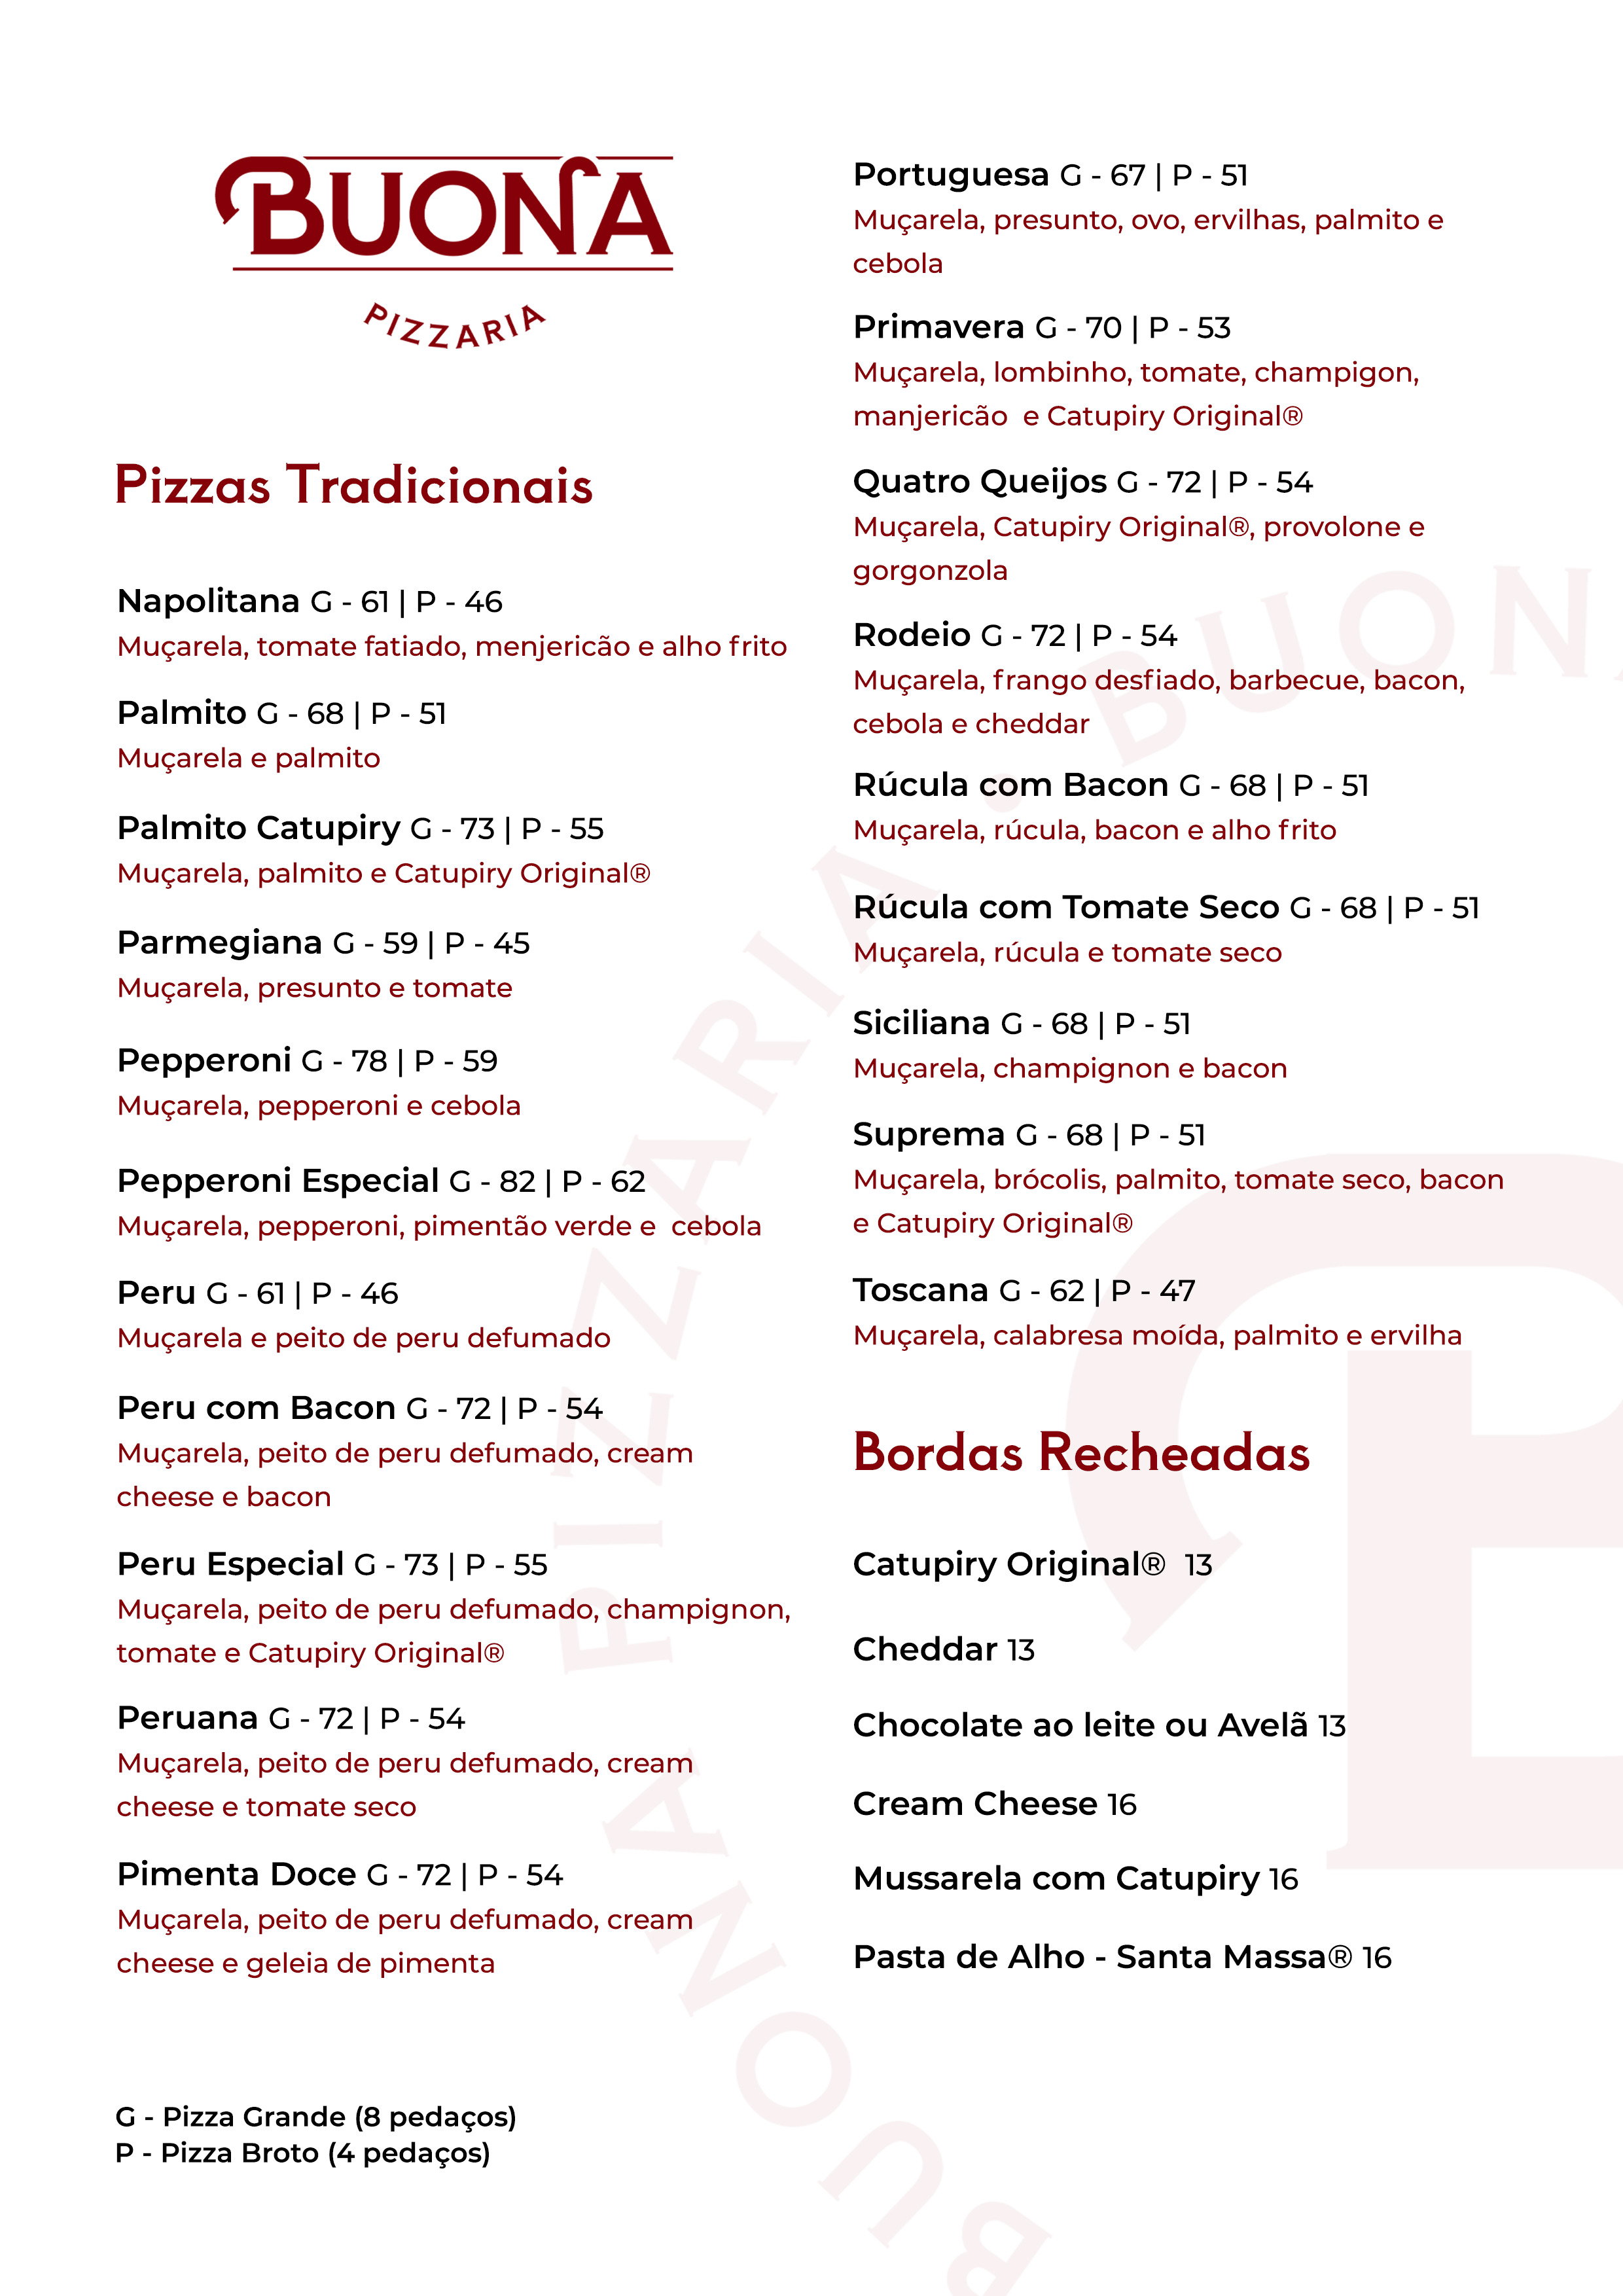 BUONA
PIZZARIA
Pizzas Tradicionais
Napolitana G - 61 | P - 46
Muçarela, tomate fatiado, menjericão e alho frito
Palmito G - 68 | P - 51
Muçarela e palmito
Palmito Catupiry G - 73 | P - 55
Muçarela, palmito e Catupiry Original®
Parmegiana G - 59 | P - 45
Muçarela, presunto e tomate
Pepperoni G - 78 | P - 59
Muçarela, pepperoni e cebola
Pepperoni Especial G - 82 | P - 62
Muçarela, pepperoni, pimentão verde e  cebola
Peru G - 61 | P - 46
Muçarela e peito de peru defumado
Peru com Bacon G - 72 | P - 54
Muçarela, peito de peru defumado, cream
cheese e bacon
Peru Especial G - 73 | P - 55
Muçarela, peito de peru defumado, champignon,
tomate e Catupiry Original®
Peruana G - 72 | P - 54
Muçarela, peito de peru defumado, cream
cheese e tomate seco
Pimenta Doce G - 72 | P - 54
Muçarela, peito de peru defumado, cream
cheese e geleia de pimenta
G - Pizza Grande (8 pedaços)
P - Pizza Broto (4 pedaços)
Portuguesa G - 67 | P - 51
Muçarela, presunto, ovo, ervilhas, palmito e
cebola
Primavera G - 70 | P - 53
Muçarela, lombinho, tomate, champigon,
manjericão  e Catupiry Original®
Quatro Queijos G - 72 | P - 54
Muçarela, Catupiry Original®, provolone e
gorgonzola
Rodeio G - 72 | P - 54
Muçarela, frango desfiado, barbecue, bacon,
cebola e cheddar
Rúcula com Bacon G - 68 | P - 51
Muçarela, rúcula, bacon e alho frito
Rúcula com Tomate Seco G - 68 | P - 51
Muçarela, rúcula e tomate seco
Siciliana G - 68 | P - 51
Muçarela, champignon e bacon
Suprema G - 68 | P - 51
Muçarela, brócolis, palmito, tomate seco, bacon
e Catupiry Original®
Toscana G - 62 | P - 47
Muçarela, calabresa moída, palmito e ervilha
Bordas Recheadas
Catupiry Original®  13
Cheddar 13
Chocolate ao leite ou Avelã 13
Cream Cheese 16
Mussarela com Catupiry 16
Pasta de Alho - Santa Massa® 16
BUONA PIZZARIA • BUONA
B